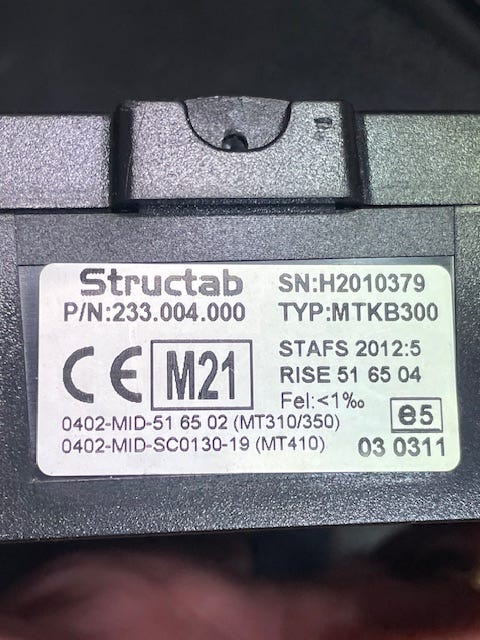 Structab
P/N:233.004.000
SN:H2010379
TYP:MTKB300
CE M21
STAFS 2012:5
RISE 51 65 04
Fel:<1‰
e5
0402-MID-51 65 02 (MT310/350)
0402-MID-SC0130-19 (MT410)
03 0311